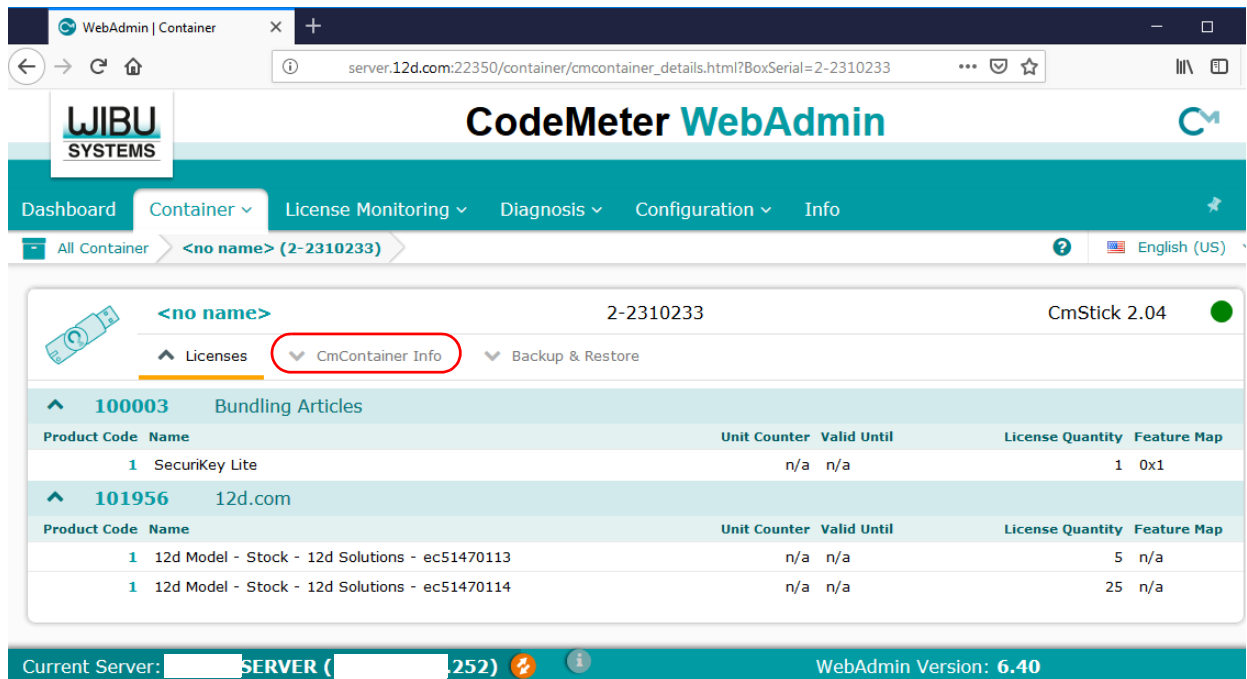 WebAdmin | Container
server.12d.com:22350/container/cmcontainer_details.html?BoxSerial=2-2310233
WIBU
SYSTEMS
CodeMeter WebAdmin
Dashboard Container License Monitoring Diagnosis Configuration Info
All Container <no name> (2-2310233) English (US)
<no name> 2-2310233 CmStick 2.04
Licenses CmContainer Info Backup & Restore
100003 Bundling Articles
Product Code Name Unit Counter Valid Until License Quantity Feature Map
1 SecuriKey Lite n/a n/a 1 0x1
101956 12d.com
Product Code Name Unit Counter Valid Until License Quantity Feature Map
1 12d Model - Stock - 12d Solutions - ec51470113 n/a n/a 5 n/a
1 12d Model - Stock - 12d Solutions - ec51470114 n/a n/a 25 n/a
Current Server: SERVER ( .252) WebAdmin Version: 6.40